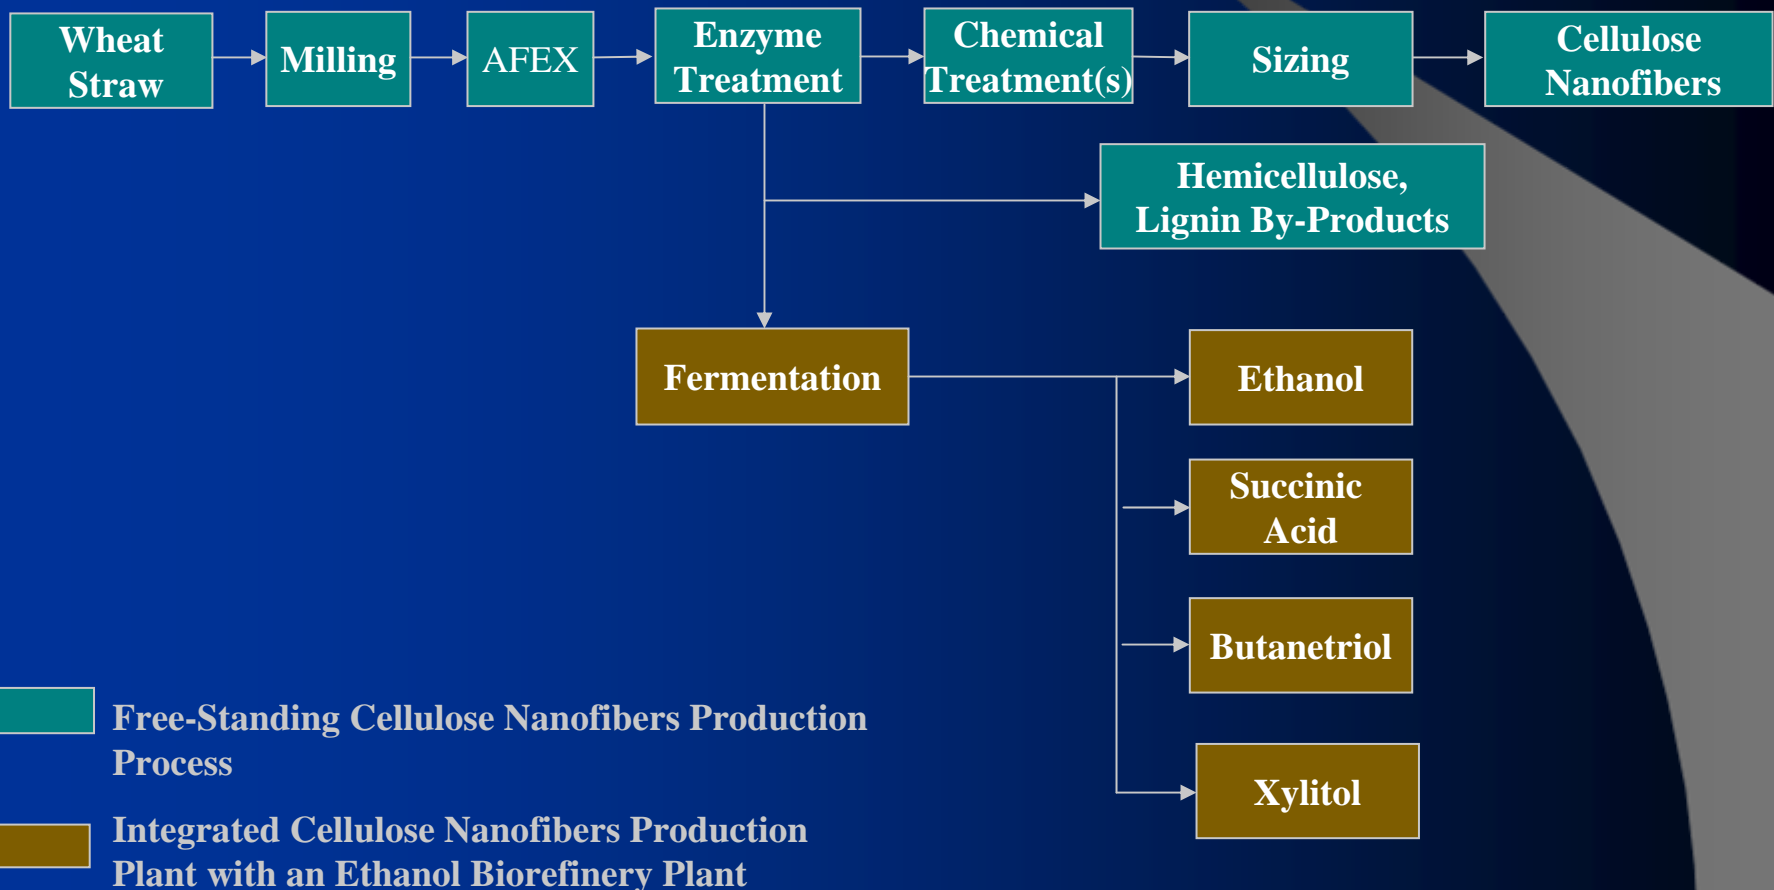 Wheat
Straw
Milling
AFEX
Enzyme
Treatment
Chemical
Treatment(s)
Sizing
Cellulose
Nanofibers
Hemicellulose,
Lignin By-Products
Fermentation
Ethanol
Succinic
Acid
Butanetriol
Xylitol
Free-Standing Cellulose Nanofibers Production
Process
Integrated Cellulose Nanofibers Production
Plant with an Ethanol Biorefinery Plant